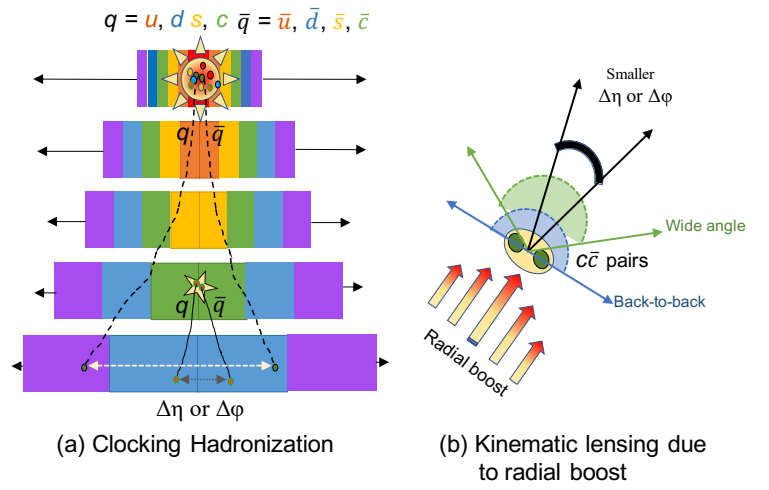 q = u, d s, c q̄ = ū, d̄, s̄, c̄
q q̄
q q̄
Δη or Δφ
(a) Clocking Hadronization
Smaller
Δη or Δφ
Wide angle
cc̄ pairs
Back-to-back
Radial boost
(b) Kinematic lensing due
to radial boost